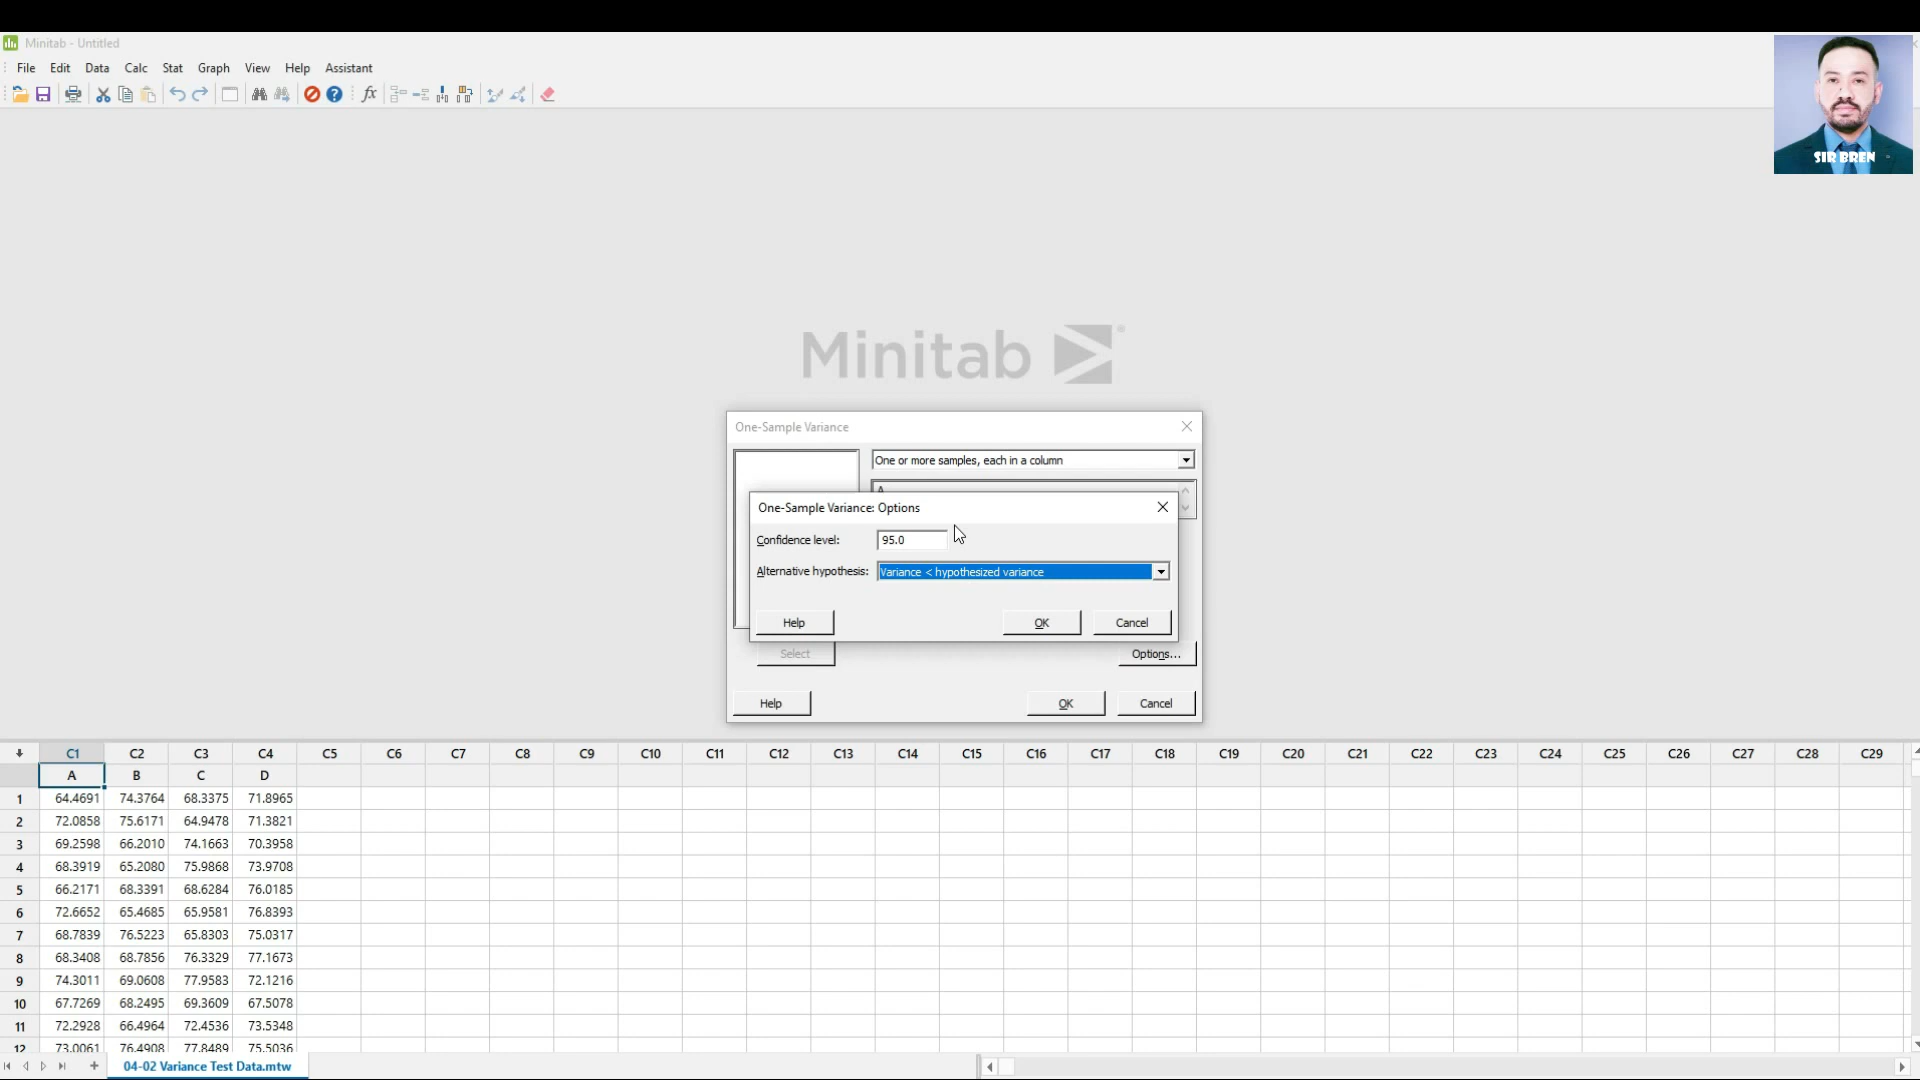 Minitab - Untitled
File Edit Data Calc Stat Graph View Help Assistant
SIR BREN
Minitab
One-Sample Variance
One or more samples, each in a column
A
One-Sample Variance: Options
Confidence level: 95.0
Alternative hypothesis: Variance < hypothesized variance
Help OK Cancel
Select Options...
Help OK Cancel
C1 C2 C3 C4 C5 C6 C7 C8 C9 C10 C11 C12 C13 C14 C15 C16 C17 C18 C19 C20 C21 C22 C23 C24 C25 C26 C27 C28 C29
A B C D
1 64.4691 74.3764 68.3375 71.8965
2 72.0858 75.6171 64.9478 71.3821
3 69.2598 66.2010 74.1663 70.3958
4 68.3919 65.2080 75.9868 73.9708
5 66.2171 68.3391 68.6284 76.0185
6 72.6652 65.4685 65.9581 76.8393
7 68.7839 76.5223 65.8303 75.0317
8 68.3408 68.7856 76.3329 77.1673
9 74.3011 69.0608 77.9583 72.1216
10 67.7269 68.2495 69.3609 67.5078
11 72.2928 66.4964 72.4536 73.5348
12 73.0061 76.4908 77.8489 75.5036
04-02 Variance Test Data.mtw